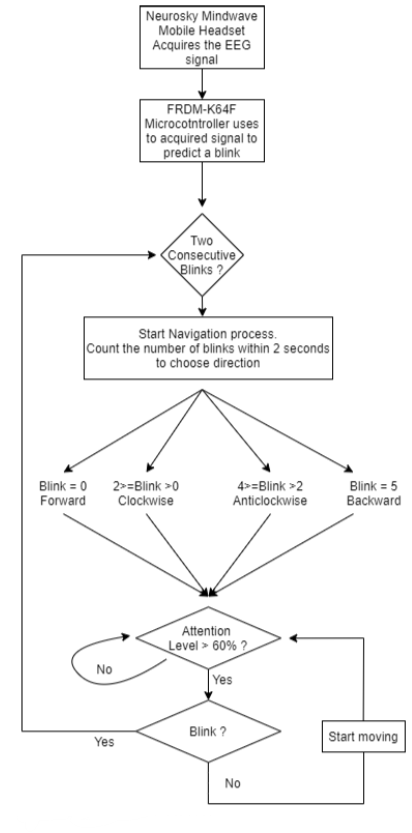 Neurosky Mindwave
Mobile Headset
Acquires the EEG
signal
FRDM-K64F
Microcotntroller uses
to acquired signal to
predict a blink
Two
Consecutive
Blinks ?
Start Navigation process.
Count the number of blinks within 2 seconds
to choose direction
Blink = 0
Forward
2>=Blink >0
Clockwise
4>=Blink >2
Anticlockwise
Blink = 5
Backward
Attention
Level > 60% ?
No
Yes
Blink ?
Yes
Start moving
No